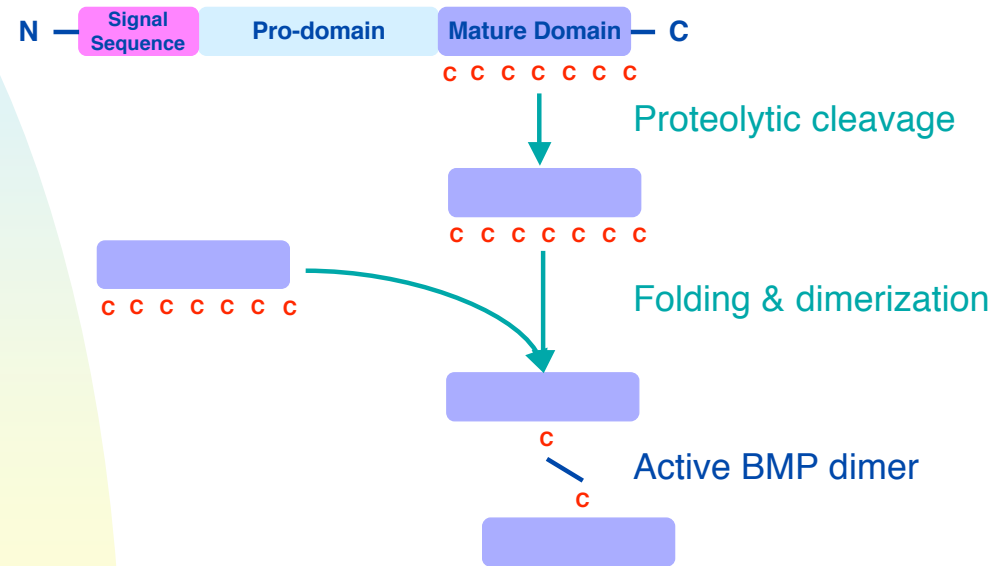 N Signal Sequence Pro-domain Mature Domain C
C C C C C C C
Proteolytic cleavage
C C C C C C C
C C C C C C C
Folding & dimerization
C
Active BMP dimer
C